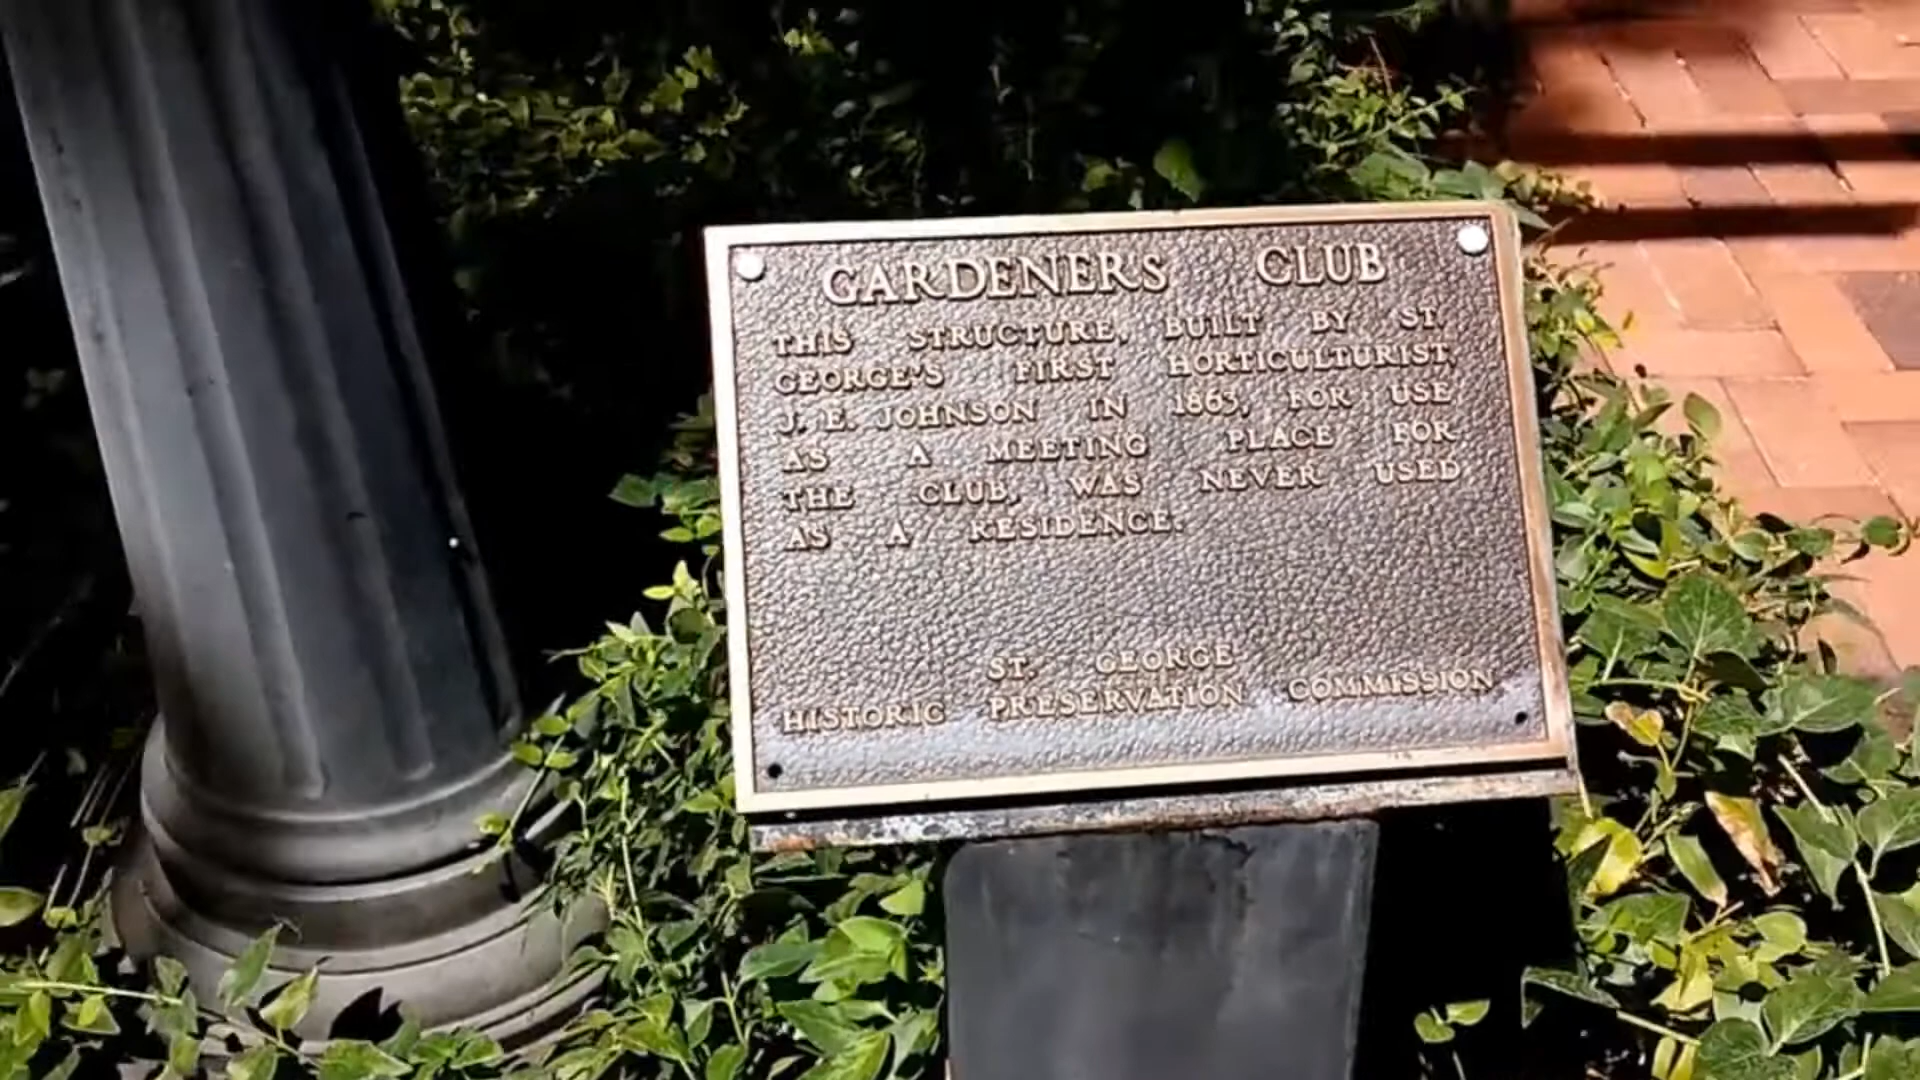 GARDENERS CLUB
THIS STRUCTURE, BUILT BY ST.
GEORGE'S FIRST HORTICULTURIST,
J. E. JOHNSON IN 1863, FOR USE
AS A MEETING PLACE FOR
THE CLUB, WAS NEVER USED
AS A RESIDENCE.
ST. GEORGE
HISTORIC PRESERVATION COMMISSION